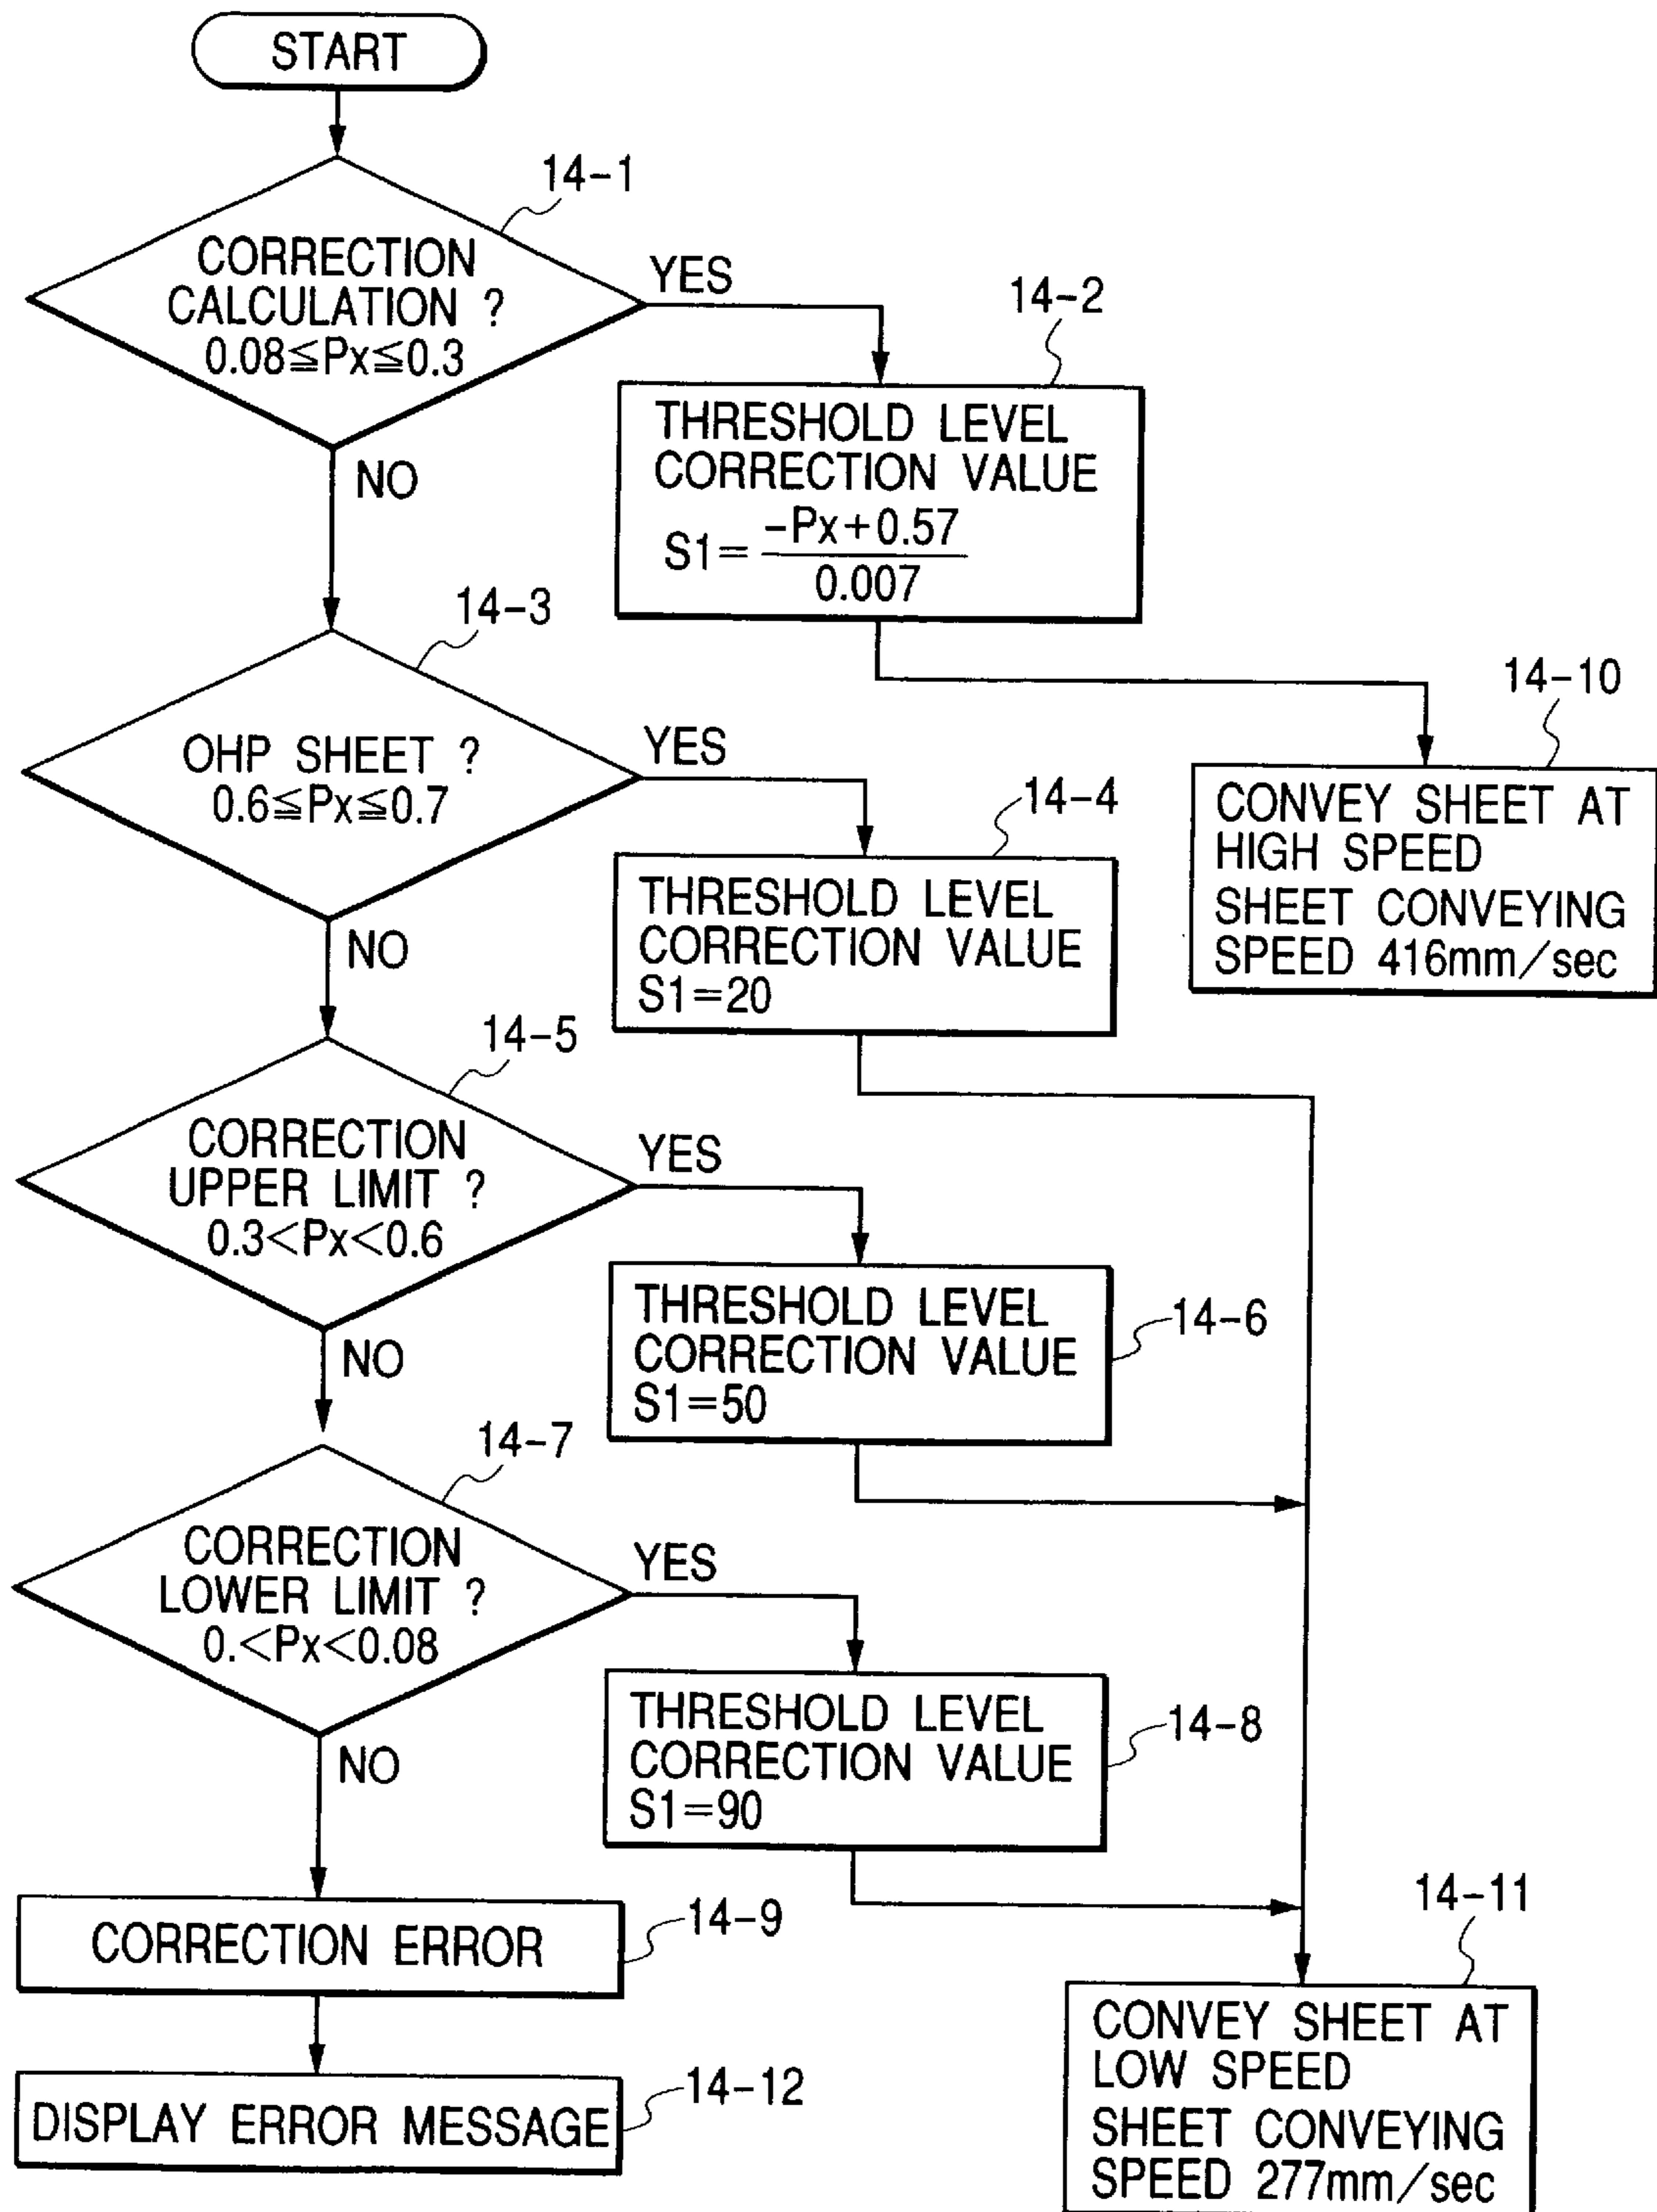 START
14-1
CORRECTION
CALCULATION ?
0.08≦Px≦0.3
YES
NO
14-2
THRESHOLD LEVEL
CORRECTION VALUE
S1=
-Px+0.57
0.007
14-3
OHP SHEET ?
0.6≦Px≦0.7
YES
NO
14-10
CONVEY SHEET AT
HIGH SPEED
SHEET CONVEYING
SPEED 416mm/sec
14-4
THRESHOLD LEVEL
CORRECTION VALUE
S1=20
14-5
CORRECTION
UPPER LIMIT ?
0.3<Px<0.6
YES
NO
14-6
THRESHOLD LEVEL
CORRECTION VALUE
S1=50
14-7
CORRECTION
LOWER LIMIT ?
0.<Px<0.08
YES
NO
14-8
THRESHOLD LEVEL
CORRECTION VALUE
S1=90
14-9
CORRECTION ERROR
14-11
CONVEY SHEET AT
LOW SPEED
SHEET CONVEYING
SPEED 277mm/sec
14-12
DISPLAY ERROR MESSAGE